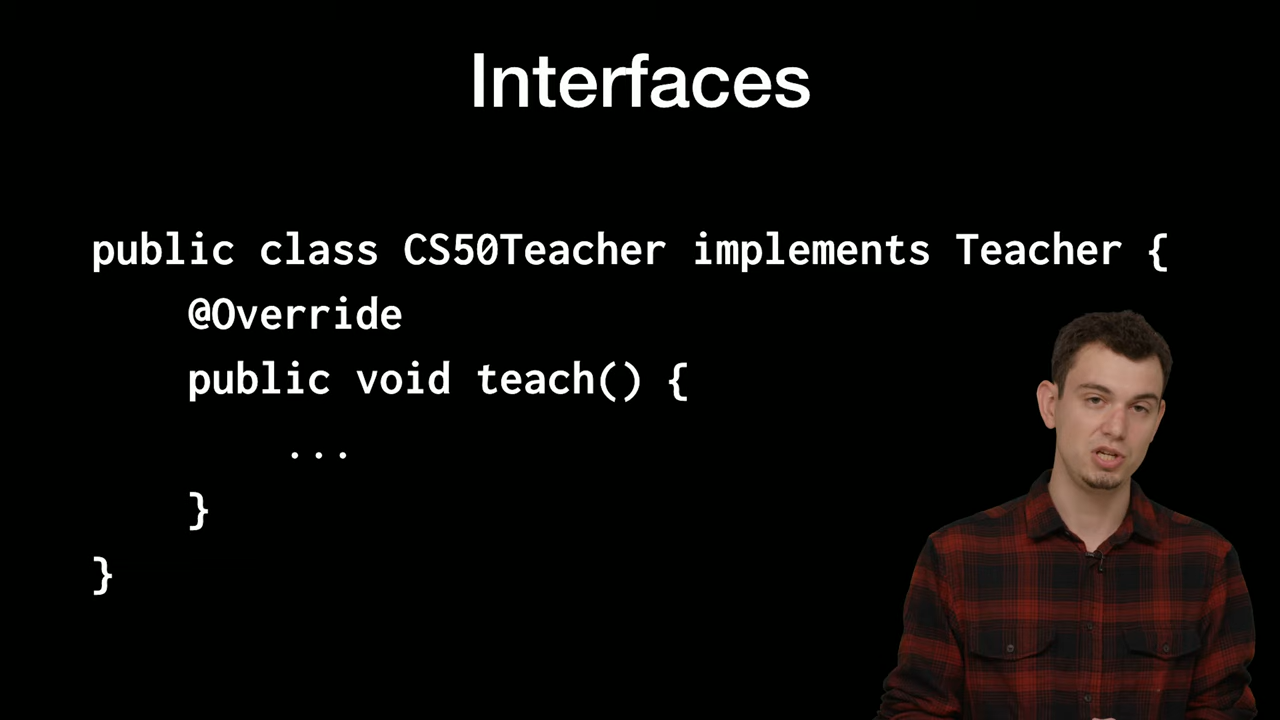 Interfaces
public class CS50Teacher implements Teacher {
@Override
public void teach() {
...
}
}